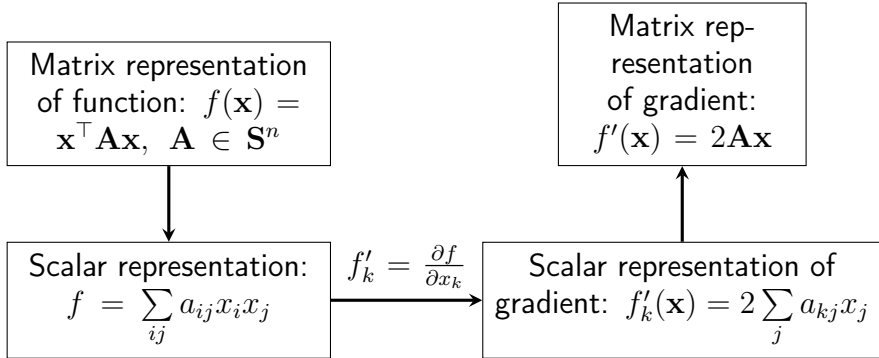 Matrix representation
of function: f(x) =
x⊤Ax, A ∈ Sⁿ
Matrix rep-
resentation
of gradient:
f′(x) = 2Ax
Scalar representation:
f = ∑_{ij} a_{ij}x_ix_j
f′_k = ∂f/∂x_k
Scalar representation of
gradient: f′_k(x) = 2 ∑_j a_{kj}x_j